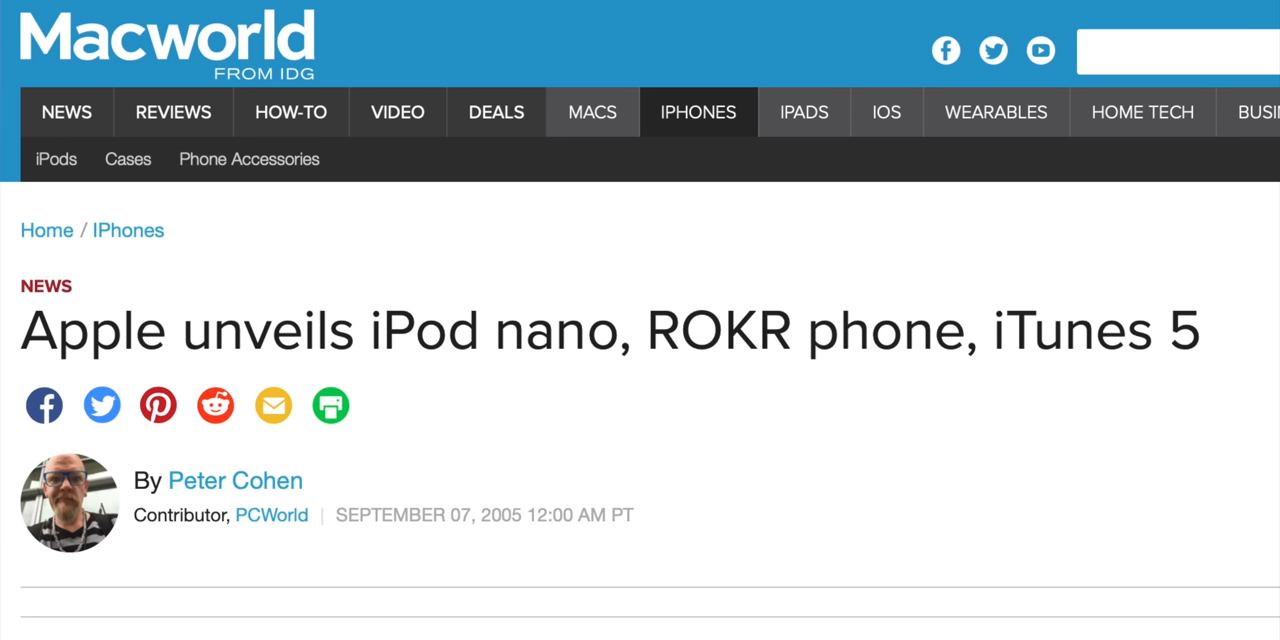 Macworld
FROM IDG
NEWS REVIEWS HOW-TO VIDEO DEALS MACS IPHONES IPADS IOS WEARABLES HOME TECH BUSI
iPods Cases Phone Accessories
Home / IPhones
NEWS
Apple unveils iPod nano, ROKR phone, iTunes 5
By Peter Cohen
Contributor, PCWorld | SEPTEMBER 07, 2005 12:00 AM PT